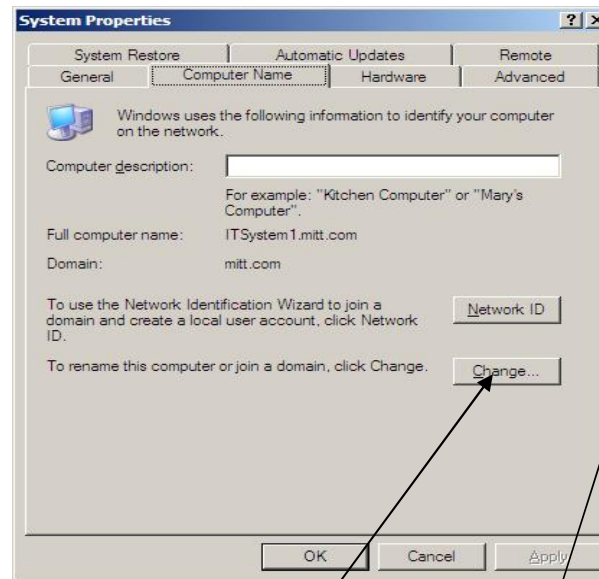 System Properties
System Restore Automatic Updates Remote
General Computer Name Hardware Advanced
Windows uses the following information to identify your computer
on the network.
Computer description:
For example: "Kitchen Computer" or "Mary's
Computer".
Full computer name: ITSystem1.mitt.com
Domain: mitt.com
To use the Network Identification Wizard to join a
domain and create a local user account, click Network
ID.
Network ID
To rename this computer or join a domain, click Change.
Change...
OK Cancel Apply